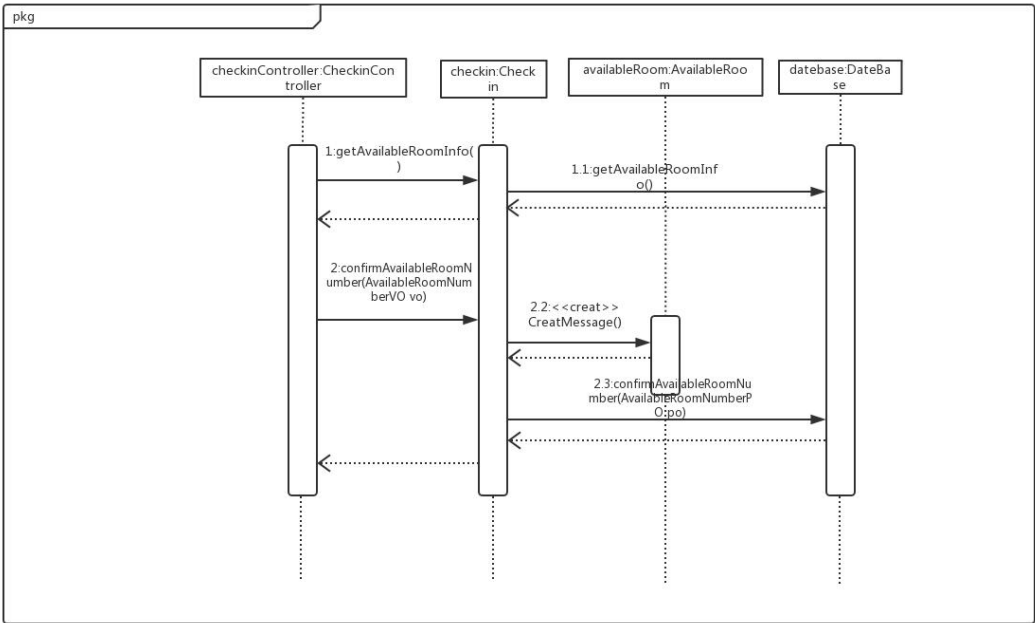 pkg
checkinController:CheckinCon
troller
checkin:Check
in
availableRoom:AvailableRoo
m
datebase:DateBa
se
1:getAvailableRoomInfo(
)
1.1:getAvailableRoomInf
o()
2:confirmAvailableRoomN
umber(AvailableRoomNum
berVO vo)
2.2:<<creat>>
CreatMessage()
2.3:confirmAvailableRoomNu
mber(AvailableRoomNumberP
O po)